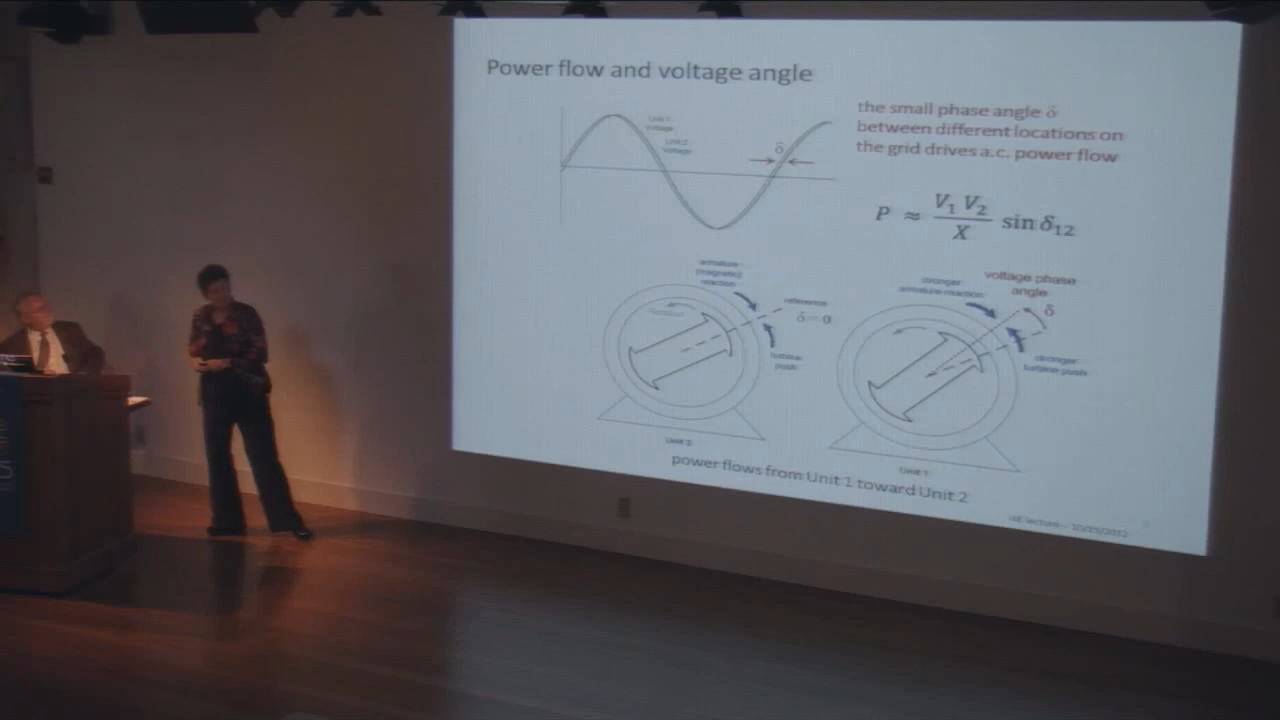 Power flow and voltage angle
the small phase angle δ
between different locations on
the grid drives a.c. power flow
Unit 1
Voltage
Unit 2
Voltage
δ
P ≈ V₁ V₂ / X sin δ₁₂
armature
(magnetic)
reaction
Rotation
reference
δ = 0
turbine
push
Unit 2
stronger
armature reaction
voltage phase
angle
δ
stronger
turbine push
Unit 1
power flows from Unit 1 toward Unit 2